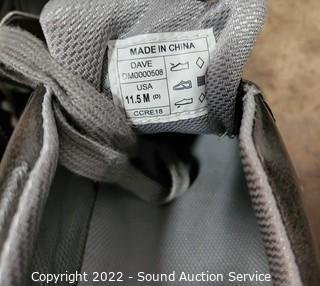 MADE IN CHINA
DAVE
DM0000508
USA
11.5 M (D)
CCRE18
Copyright 2022 - Sound Auction Service